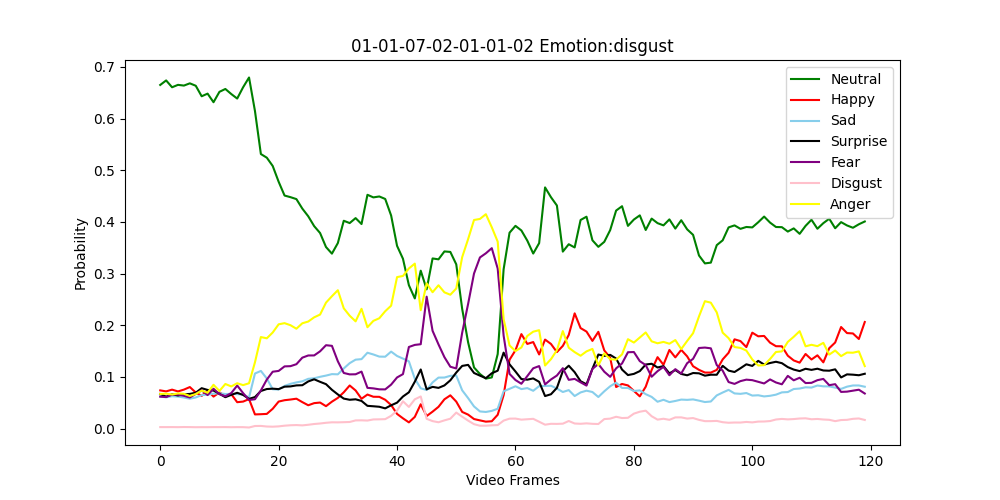 01-01-07-02-01-01-02 Emotion:disgust
Probability
0.7
0.6
0.5
0.4
0.3
0.2
0.1
0.0
Neutral
Happy
Sad
Surprise
Fear
Disgust
Anger
0 20 40 60 80 100 120
Video Frames